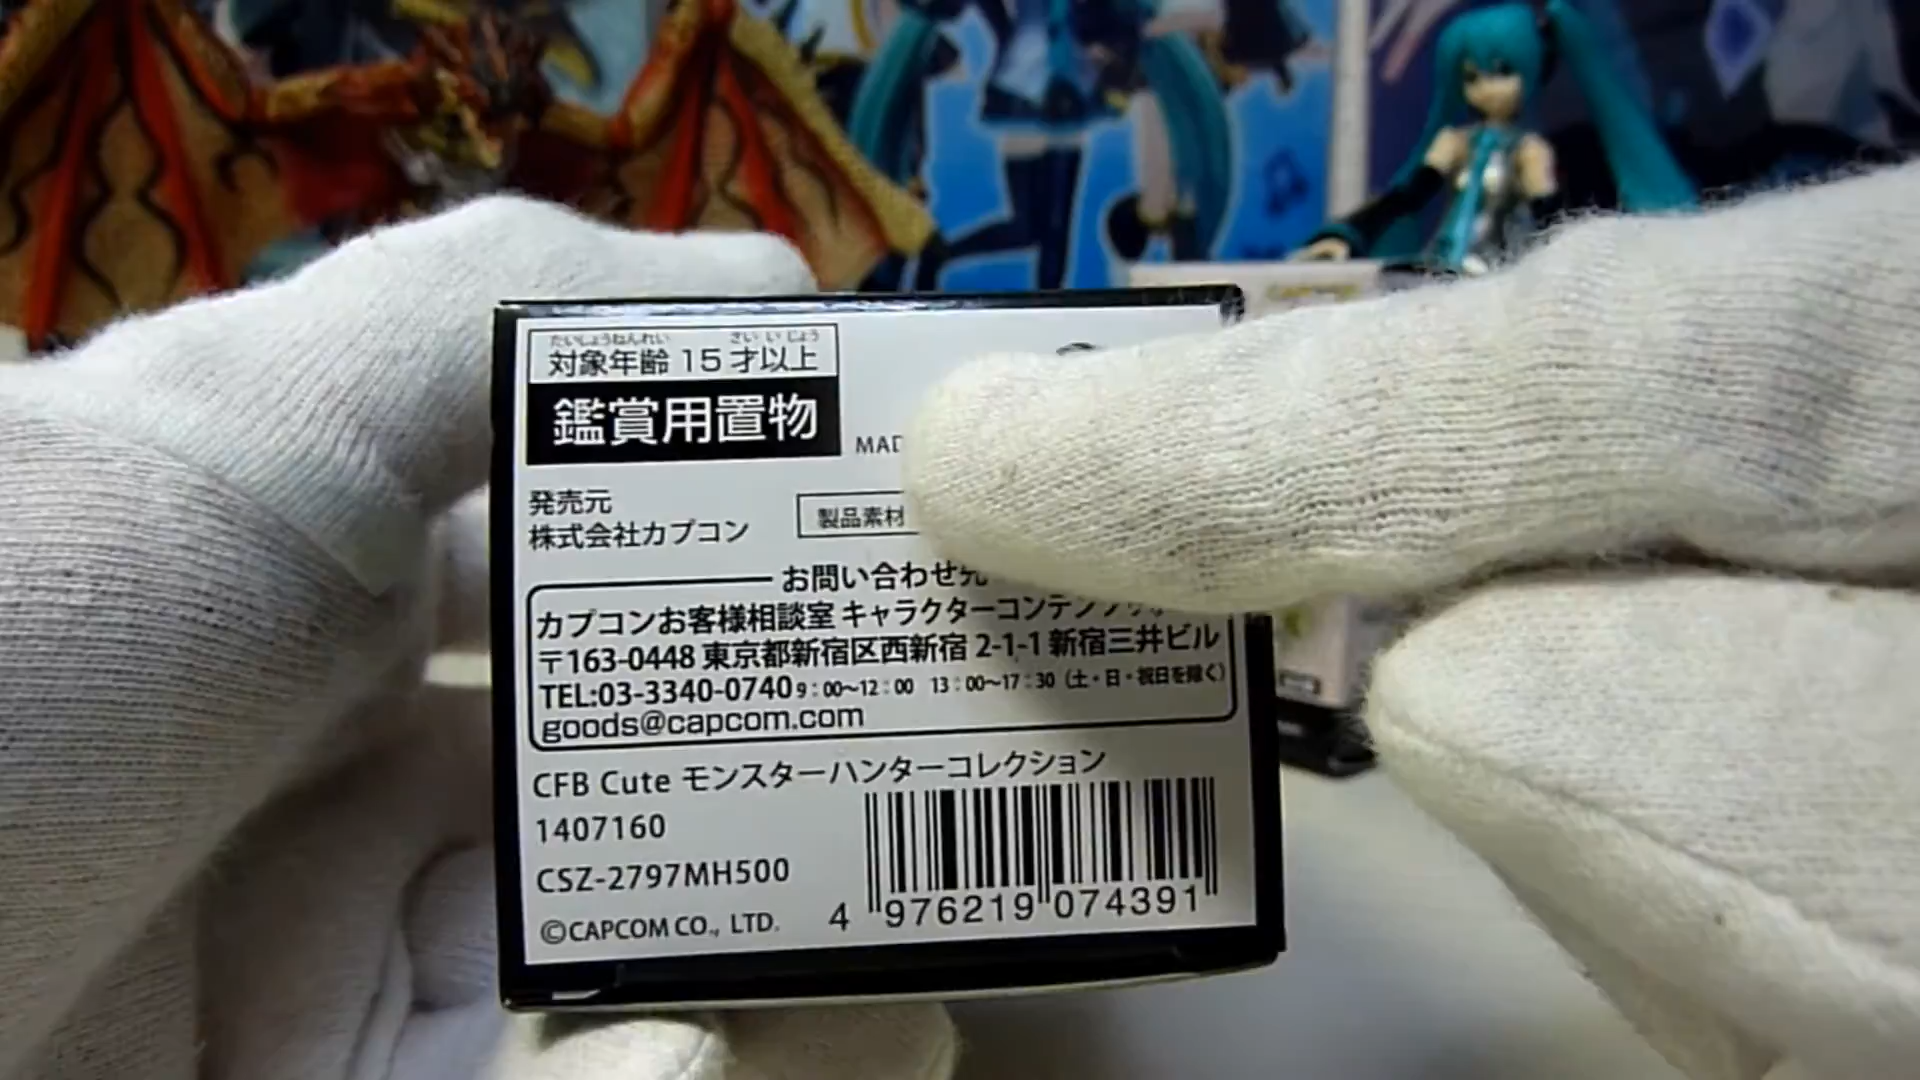 たいしょうねんれい さいいじょう
対象年齢 15 才以上
鑑賞用置物
発売元
株式会社カプコン
製品素材
お問い合わせ先
カプコンお客様相談室 キャラクターコンテンツ
〒163-0448 東京都新宿区西新宿 2-1-1 新宿三井ビル
TEL:03-3340-0740 9:00〜12:00 13:00〜17:30 (土・日・祝日を除く)
goods@capcom.com
CFB Cute モンスターハンターコレクション
1407160
CSZ-2797MH500
©CAPCOM CO., LTD.
4 976219 074391